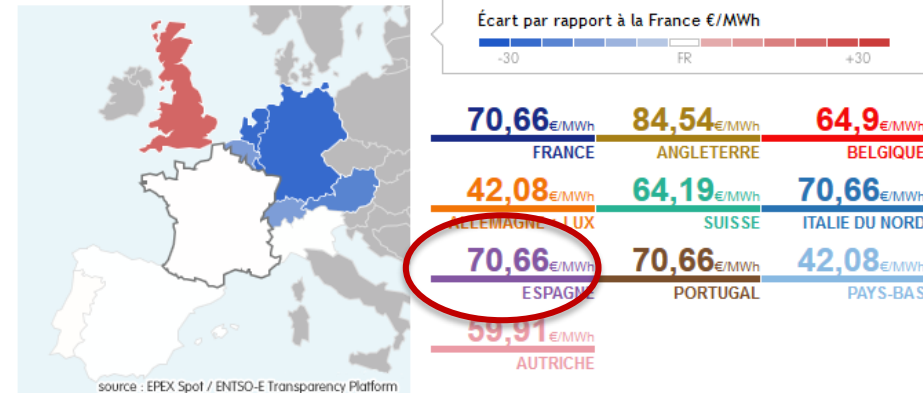 Écart par rapport à la France €/MWh
-30 FR +30
70,66€/MWh 84,54€/MWh 64,9€/MWh
FRANCE ANGLETERRE BELGIQUE
42,08€/MWh 64,19€/MWh 70,66€/MWh
ALLEMAGNE - LUX SUISSE ITALIE DU NORD
70,66€/MWh 70,66€/MWh 42,08€/MWh
ESPAGNE PORTUGAL PAYS-BAS
59,91€/MWh
AUTRICHE
source : EPEX Spot / ENTSO-E Transparency Platform